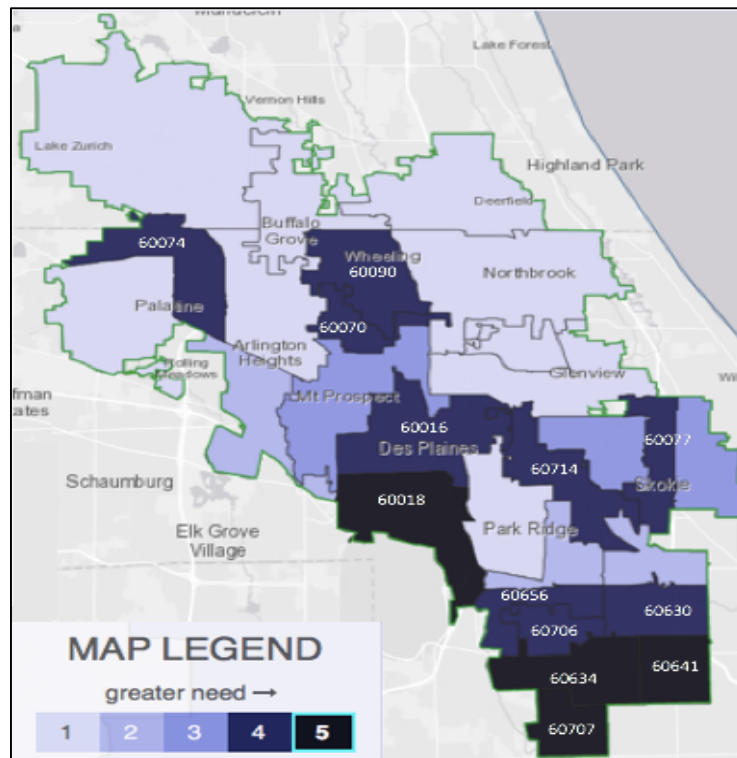 Lake Forest
Vernon Hills
Lake Zurich
Highland Park
Deerfield
Buffalo
Grove
60074
Wheeling
60090
Northbrook
Palatine
60070
Arlington
Heights
Rolling
Meadows
Glenview
Mt Prospect
60016
60077
Des Plaines
60714
Schaumburg
60018
Skokie
Elk Grove
Village
Park Ridge
60656
60630
60706
60641
60634
60707
MAP LEGEND
greater need →
1 2 3 4 5